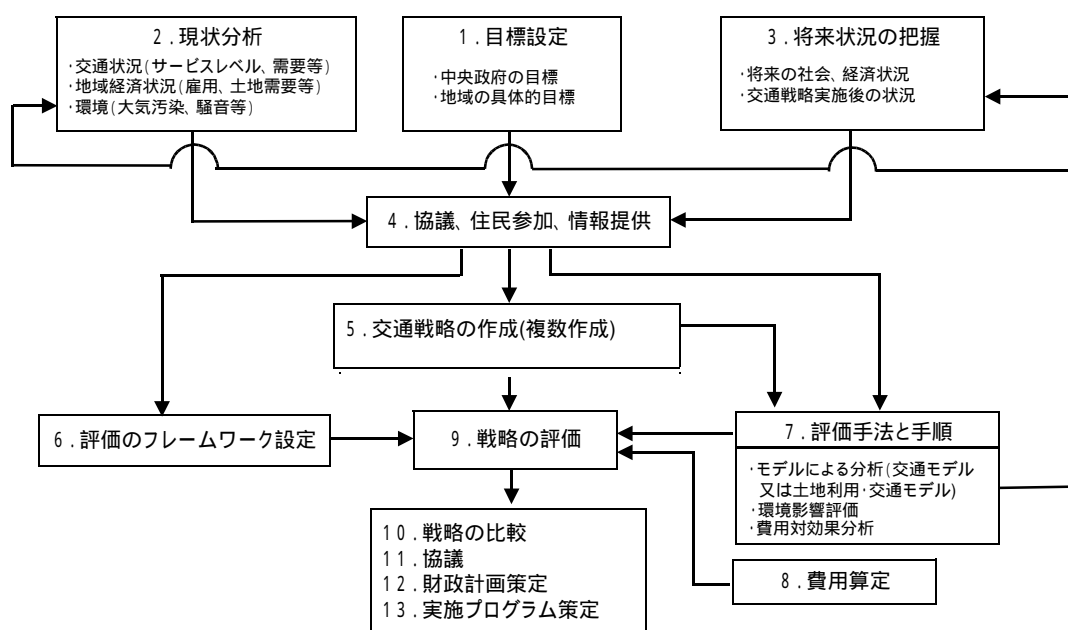 2．現状分析
・交通状況(サービスレベル、需要等)
・地域経済状況(雇用、土地需要等)
・環境(大気汚染、騒音等)
1．目標設定
・中央政府の目標
・地域の具体的目標
3．将来状況の把握
・将来の社会、経済状況
・交通戦略実施後の状況
4．協議、住民参加、情報提供
5．交通戦略の作成(複数作成)
6．評価のフレームワーク設定
9．戦略の評価
7．評価手法と手順
・モデルによる分析(交通モデル
又は土地利用・交通モデル)
・環境影響評価
・費用対効果分析
8．費用算定
10．戦略の比較
11．協議
12．財政計画策定
13．実施プログラム策定